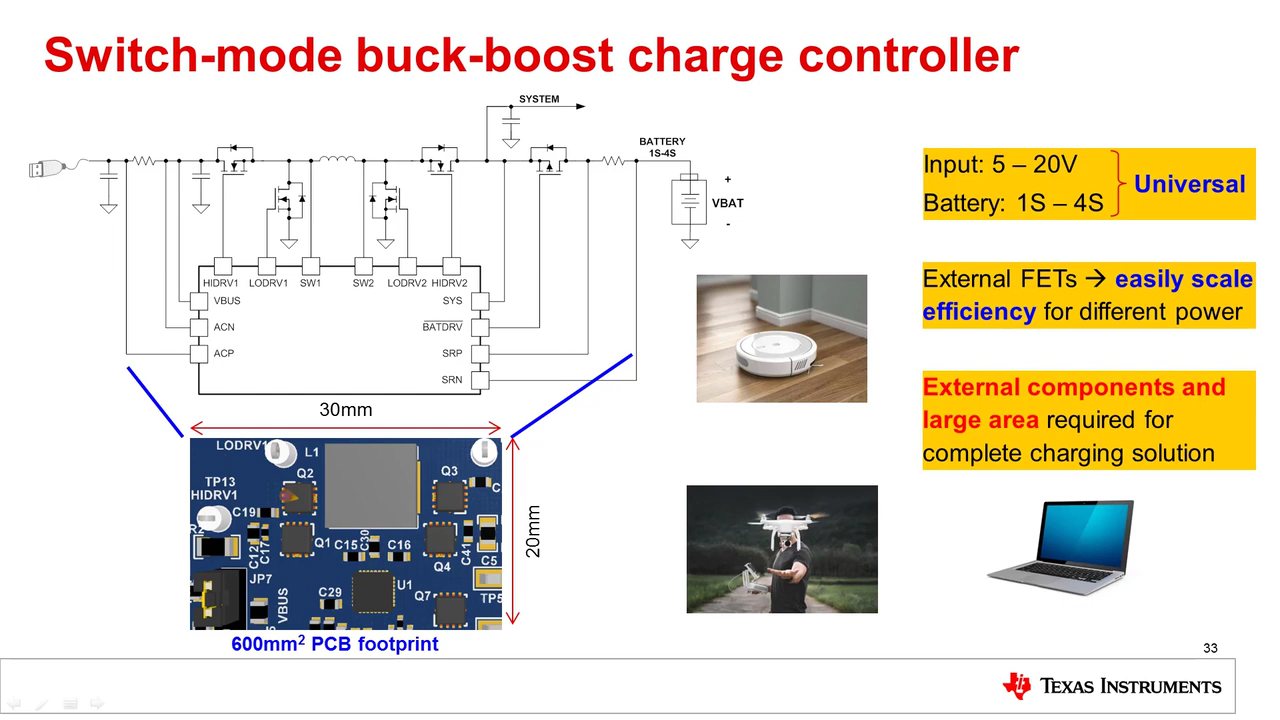 Switch-mode buck-boost charge controller
SYSTEM
BATTERY
1S-4S
+
VBAT
-
HIDRV1
LODRV1
SW1
SW2
LODRV2
HIDRV2
VBUS
ACN
ACP
SYS
BATDRV
SRP
SRN
Input: 5 – 20V
Battery: 1S – 4S
Universal
External FETs → easily scale
efficiency for different power
External components and
large area required for
complete charging solution
30mm
20mm
LODRV1
L1
Q2
Q3
TP13
HIDRV1
C19
C
R2
Q1
C12
C17
C15
C30
C16
Q4
C41
C5
JP7
U1
VBUS
C29
Q7
TP5
600mm² PCB footprint
33
TEXAS INSTRUMENTS